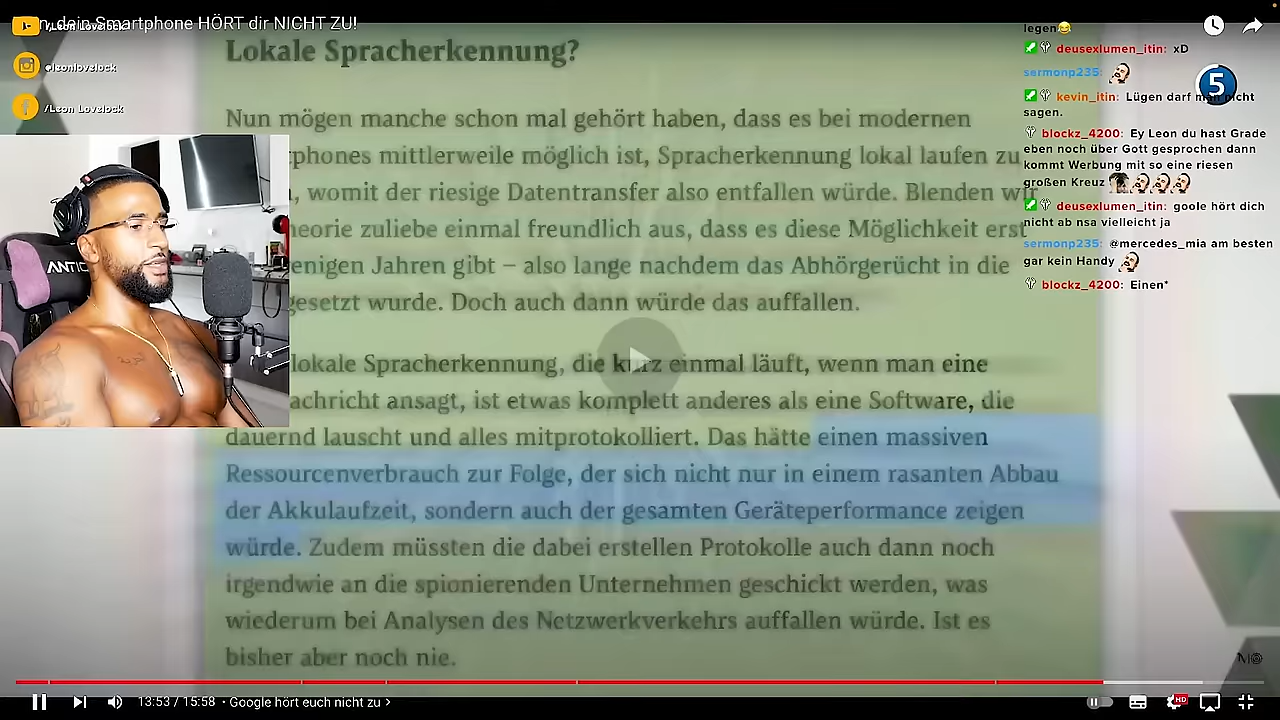 n, dein Smartphone HÖRT dir NICHT ZU!
/Leon Lovelock
@leonlovelock
/Leon Lovelock
Lokale Spracherkennung?
Nun mögen manche schon mal gehört haben, dass es bei modernen
rtphones mittlerweile möglich ist, Spracherkennung lokal laufen zu
, womit der riesige Datentransfer also entfallen würde. Blenden wir
heorie zuliebe einmal freundlich aus, dass es diese Möglichkeit erst
enigen Jahren gibt – also lange nachdem das Abhörgerücht in die
gesetzt wurde. Doch auch dann würde das auffallen.
lokale Spracherkennung, die kurz einmal läuft, wenn man eine
achricht ansagt, ist etwas komplett anderes als eine Software, die
dauernd lauscht und alles mitprotokolliert. Das hätte einen massiven
Ressourcenverbrauch zur Folge, der sich nicht nur in einem rasanten Abbau
der Akkulaufzeit, sondern auch der gesamten Geräteperformance zeigen
würde. Zudem müssten die dabei erstellen Protokolle auch dann noch
irgendwie an die spionierenden Unternehmen geschickt werden, was
wiederum bei Analysen des Netzwerkverkehrs auffallen würde. Ist es
bisher aber noch nie.
ANTIC
legen😂
deusexlumen_itin: xD
sermonp235:
5
kevin_itin: Lügen darf man nicht
sagen.
blockz_4200: Ey Leon du hast Grade
eben noch über Gott gesprochen dann
kommt Werbung mit so eine riesen
großen Kreuz
deusexlumen_itin: goole hört dich
nicht ab nsa vielleicht ja
sermonp235: @mercedes_mia am besten
gar kein Handy
blockz_4200: Einen*
13:53 / 15:58 • Google hört euch nicht zu >
HD